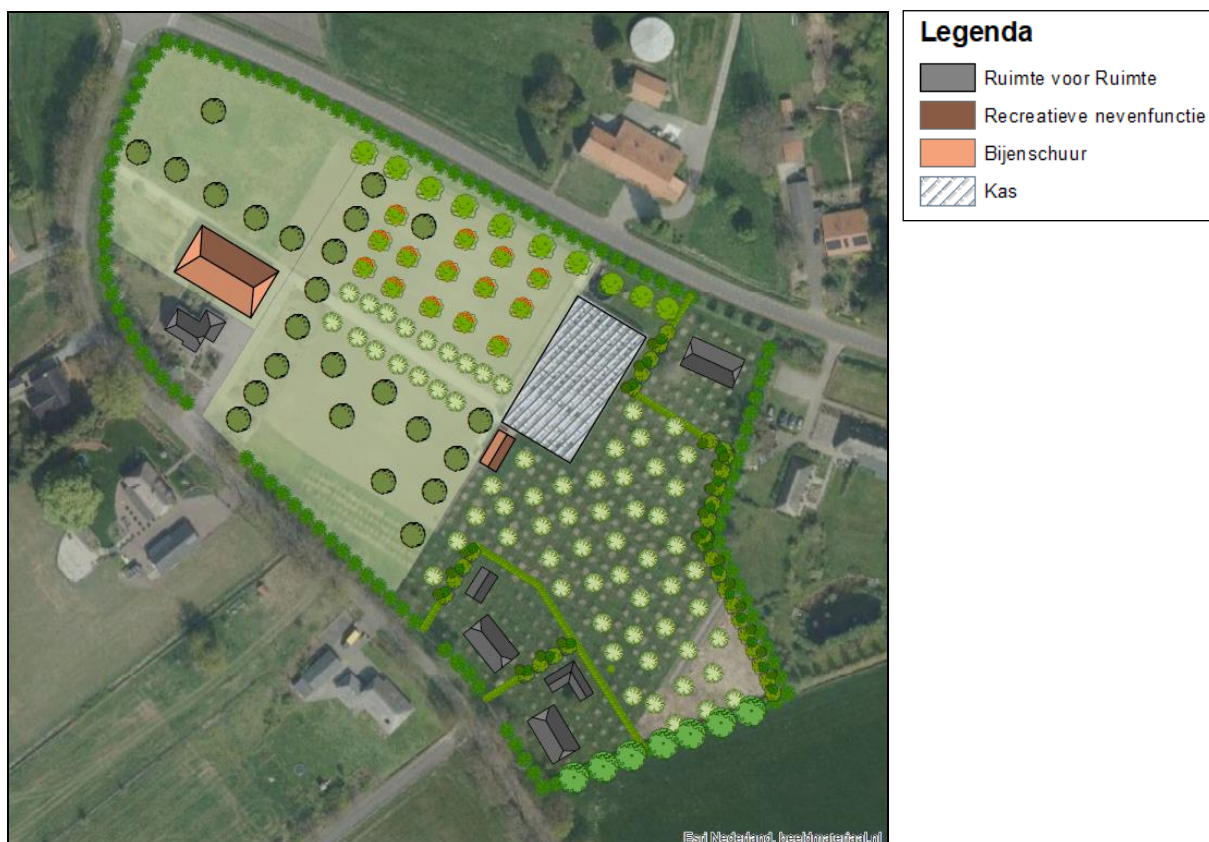 Legenda
Ruimte voor Ruimte
Recreatieve nevenfunctie
Bijenschuur
Kas
Esri Nederland, beeldmateriaal.nl